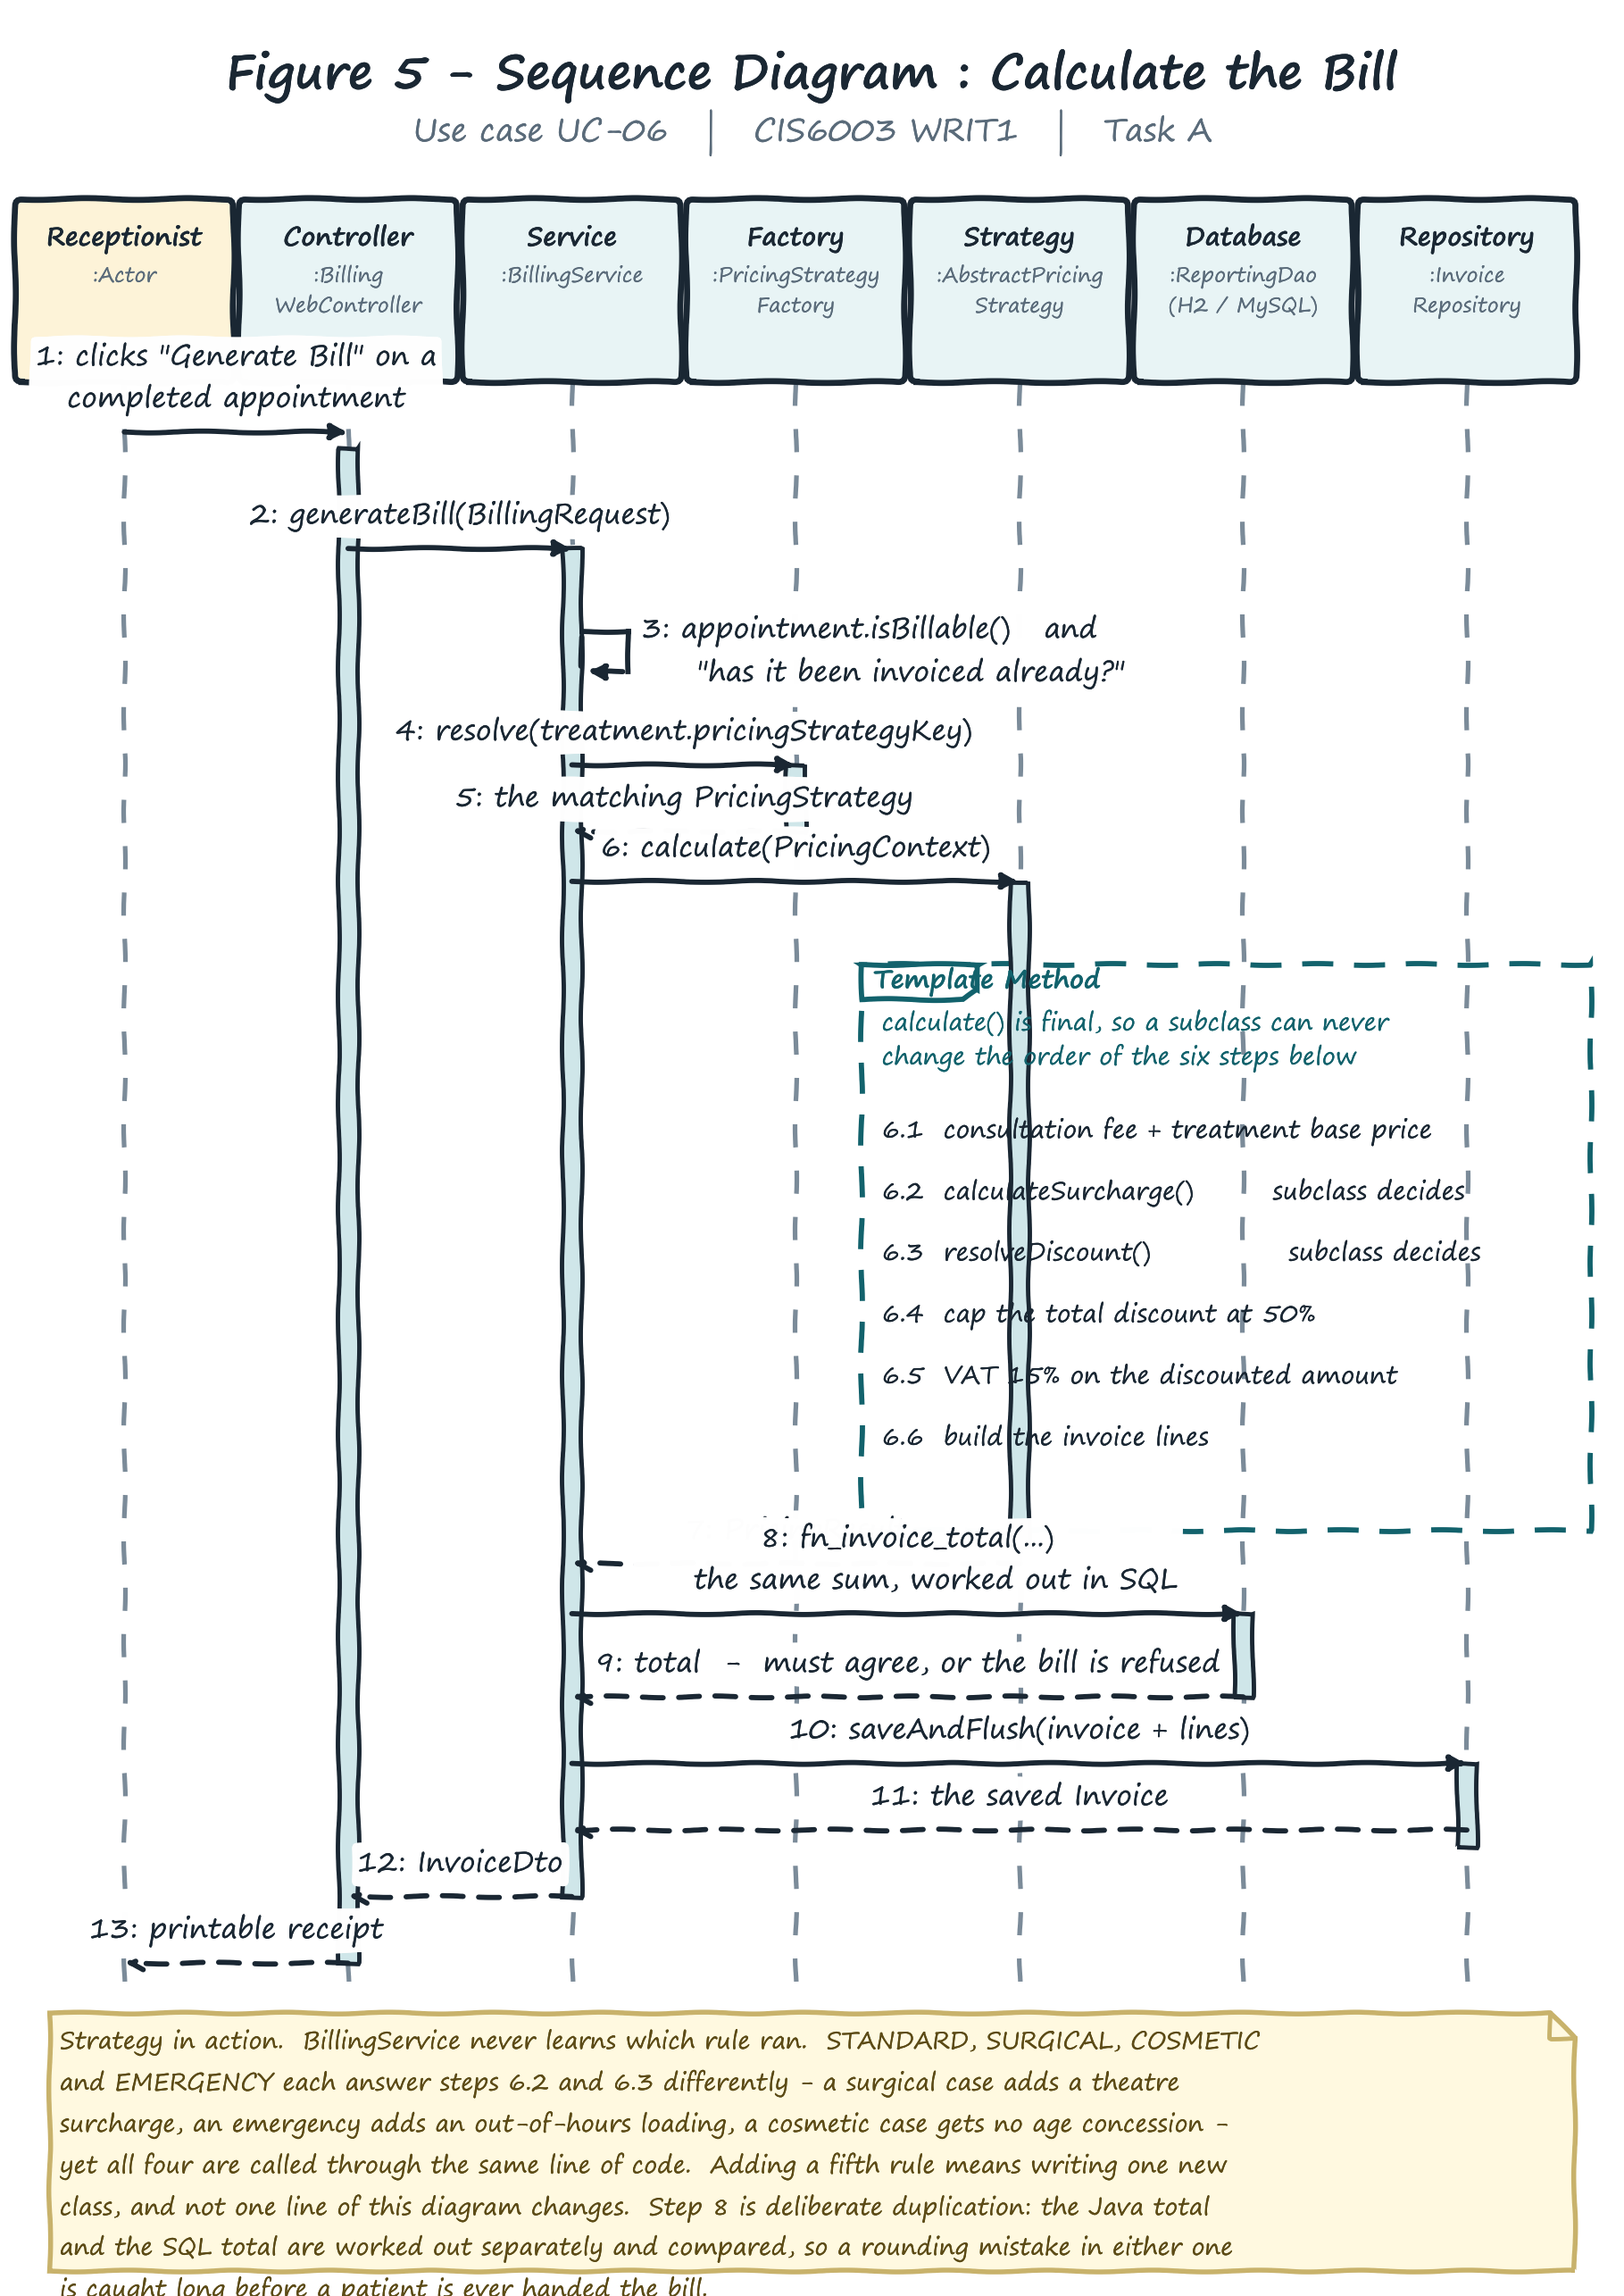 Figure 5 - Sequence Diagram : Calculate the Bill
Use case UC-06 | CIS6003 WRIT1 | Task A
Receptionist
:Actor
Controller
:Billing
WebController
Service
:BillingService
Factory
:PricingStrategy
Factory
Strategy
:AbstractPricing
Strategy
Database
:ReportingDao
(H2 / MySQL)
Repository
:Invoice
Repository
1: clicks "Generate Bill" on a
completed appointment
2: generateBill(BillingRequest)
3: appointment.isBillable() and
"has it been invoiced already?"
4: resolve(treatment.pricingStrategyKey)
5: the matching PricingStrategy
6: calculate(PricingContext)
Template Method
calculate() is final, so a subclass can never
change the order of the six steps below
6.1 consultation fee + treatment base price
6.2 calculateSurcharge() subclass decides
6.3 resolveDiscount() subclass decides
6.4 cap the total discount at 50%
6.5 VAT 15% on the discounted amount
6.6 build the invoice lines
8: fn_invoice_total(...)
the same sum, worked out in SQL
9: total - must agree, or the bill is refused
10: saveAndFlush(invoice + lines)
11: the saved Invoice
12: InvoiceDto
13: printable receipt
Strategy in action. BillingService never learns which rule ran. STANDARD, SURGICAL, COSMETIC
and EMERGENCY each answer steps 6.2 and 6.3 differently - a surgical case adds a theatre
surcharge, an emergency adds an out-of-hours loading, a cosmetic case gets no age concession -
yet all four are called through the same line of code. Adding a fifth rule means writing one new
class, and not one line of this diagram changes. Step 8 is deliberate duplication: the Java total
and the SQL total are worked out separately and compared, so a rounding mistake in either one
is caught long before a patient is ever handed the bill.